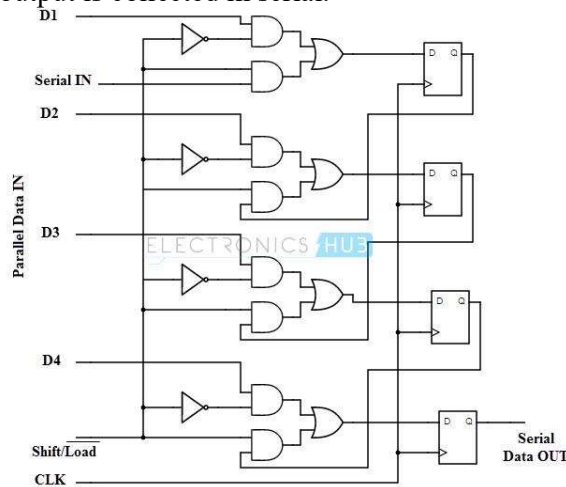 output is collected in serial.
D1
D Q
Serial IN
D2
D Q
Parallel Data IN
D3
ELECTRONICS HUB
D Q
D4
D Q
Shift/Load
Serial
Data OUT
CLK